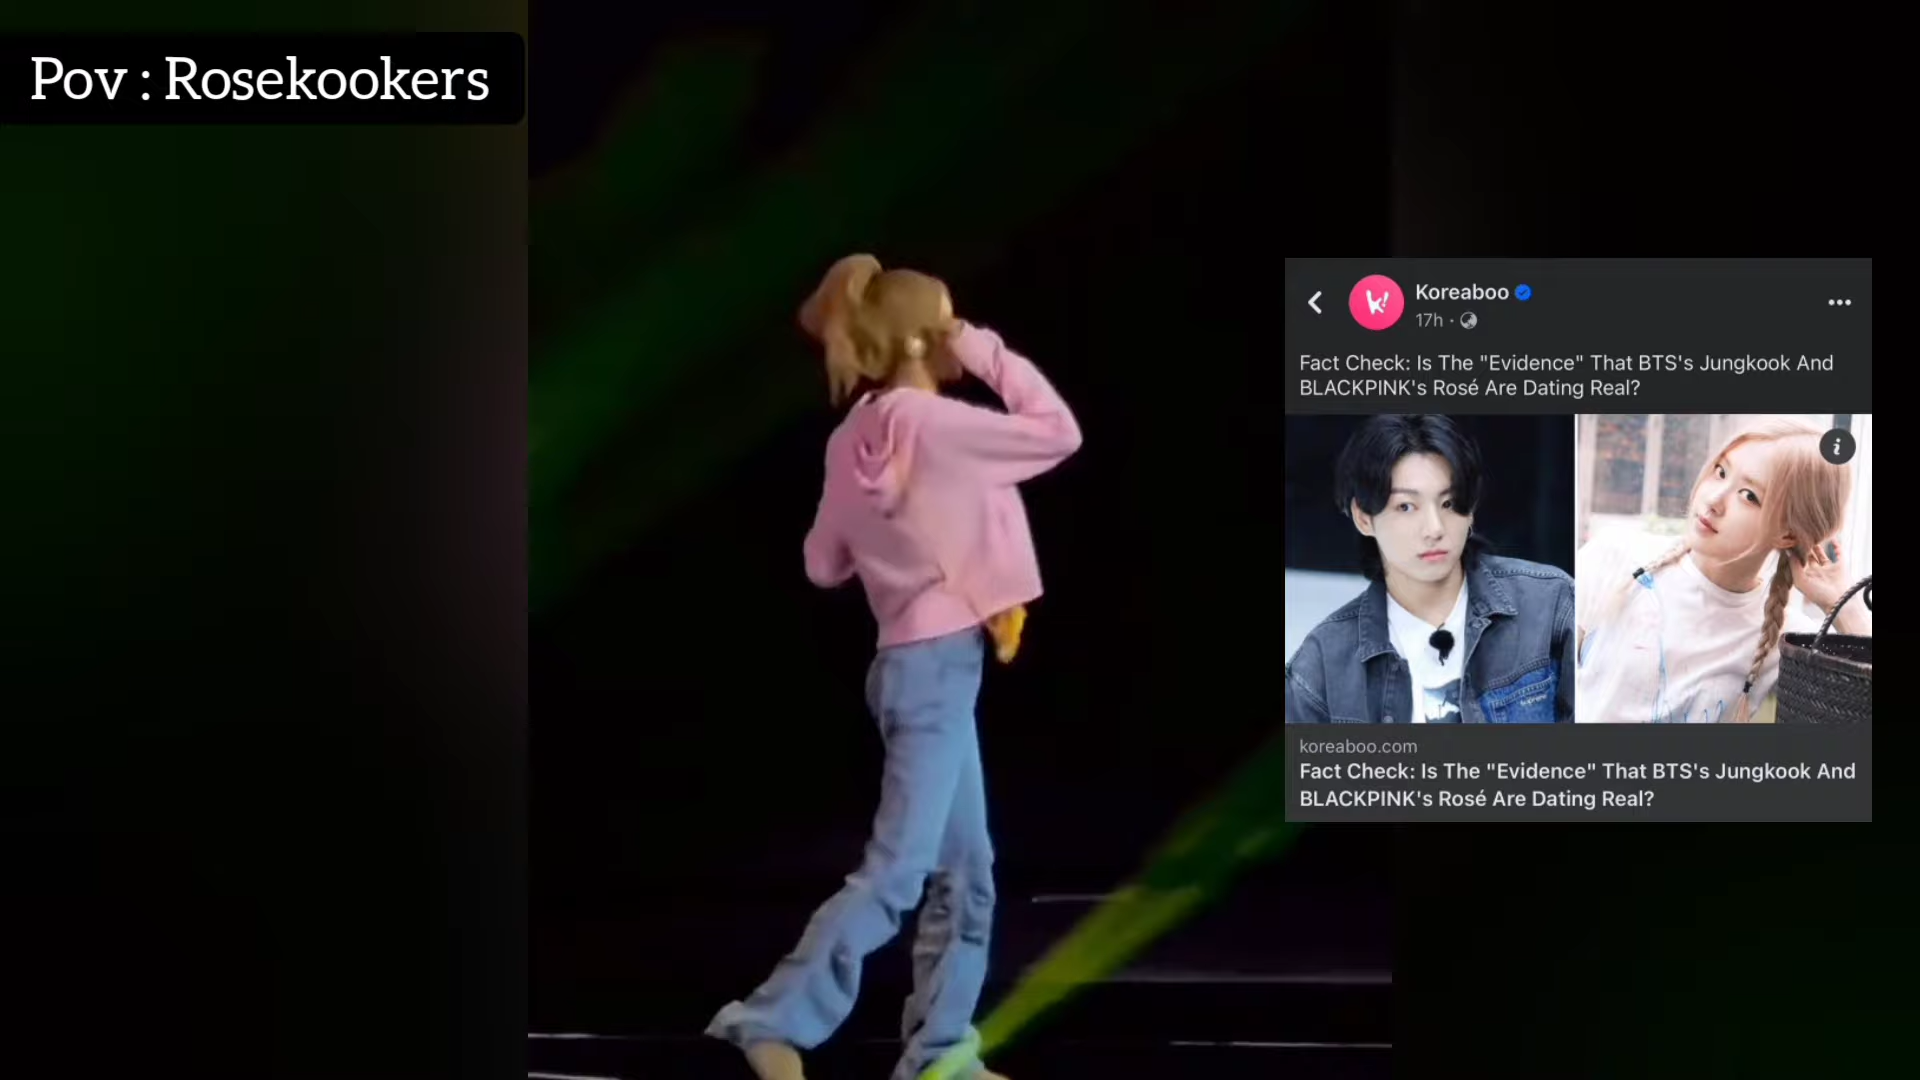 Pov : Rosekookers
Koreaboo
17h ·
Fact Check: Is The "Evidence" That BTS's Jungkook And
BLACKPINK's Rosé Are Dating Real?
koreaboo.com
Fact Check: Is The "Evidence" That BTS's Jungkook And
BLACKPINK's Rosé Are Dating Real?